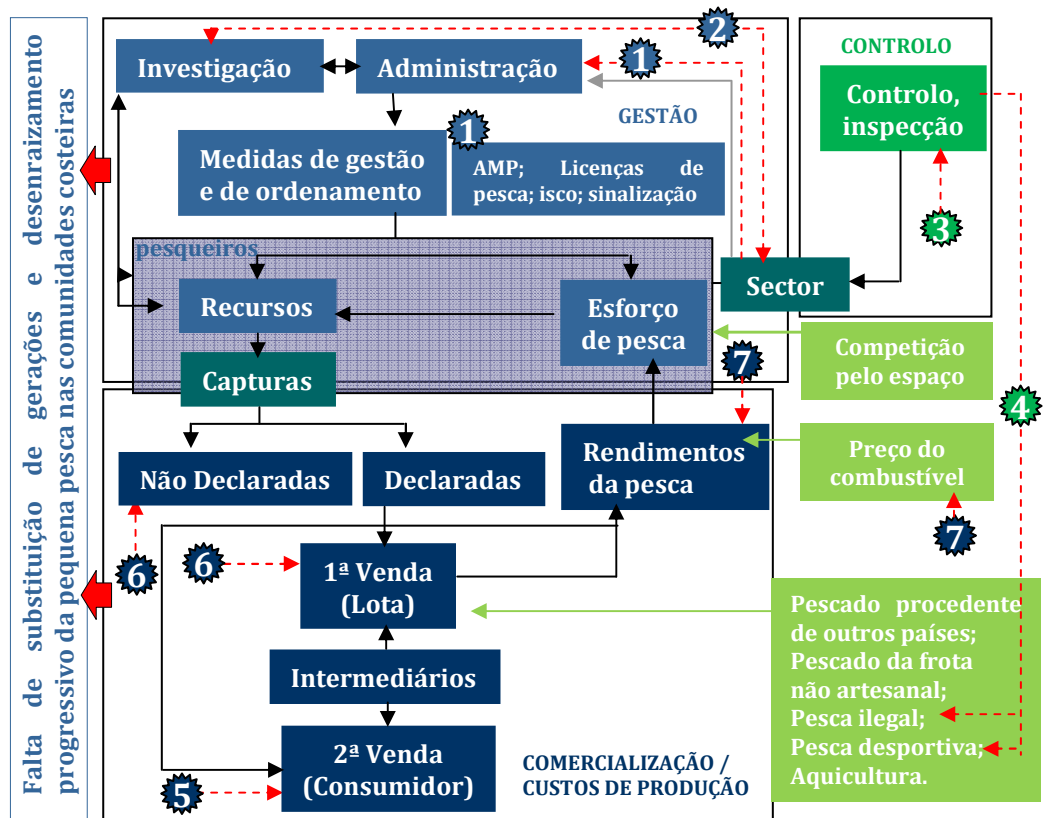 Falta de substituição de gerações e desenraizamento
progressivo da pequena pesca nas comunidades costeiras
2
CONTROLO
Investigação
Administração
1
Controlo,
inspecção
GESTÃO
1
Medidas de gestão
e de ordenamento
AMP; Licenças de
pesca; isco; sinalização
3
pesqueiros
Sector
Recursos
Esforço
de pesca
Competição
pelo espaço
7
Capturas
4
Não Declaradas
Declaradas
Rendimentos
da pesca
Preço do
combustível
7
6
6
1ª Venda
(Lota)
Pescado procedente
de outros países;
Pescado da frota
não artesanal;
Pesca ilegal;
Pesca desportiva;
Aquicultura.
Intermediários
2ª Venda
(Consumidor)
5
COMERCIALIZAÇÃO /
CUSTOS DE PRODUÇÃO